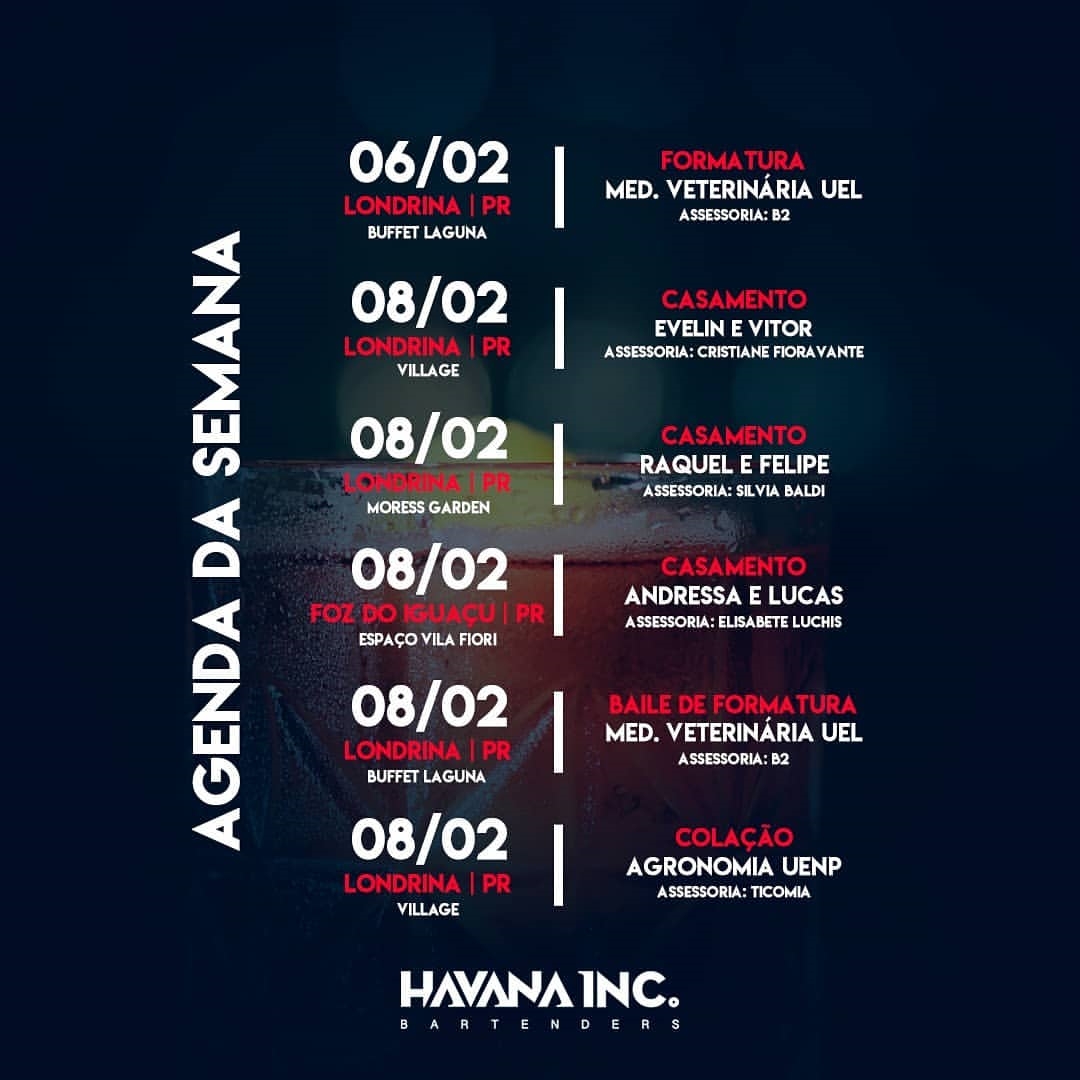 AGENDA DA SEMANA
06/02
LONDRINA | PR
BUFFET LAGUNA
FORMATURA
MED. VETERINÁRIA UEL
ASSESSORIA: B2
08/02
LONDRINA | PR
VILLAGE
CASAMENTO
EVELIN E VITOR
ASSESSORIA: CRISTIANE FIORAVANTE
08/02
LONDRINA | PR
MORESS GARDEN
CASAMENTO
RAQUEL E FELIPE
ASSESSORIA: SILVIA BALDI
08/02
FOZ DO IGUAÇU | PR
ESPAÇO VILA FIORI
CASAMENTO
ANDRESSA E LUCAS
ASSESSORIA: ELISABETE LUCHIS
08/02
LONDRINA | PR
BUFFET LAGUNA
BAILE DE FORMATURA
MED. VETERINÁRIA UEL
ASSESSORIA: B2
08/02
LONDRINA | PR
VILLAGE
COLAÇÃO
AGRONOMIA UENP
ASSESSORIA: TICOMIA
HAVANA INC.
BARTENDERS